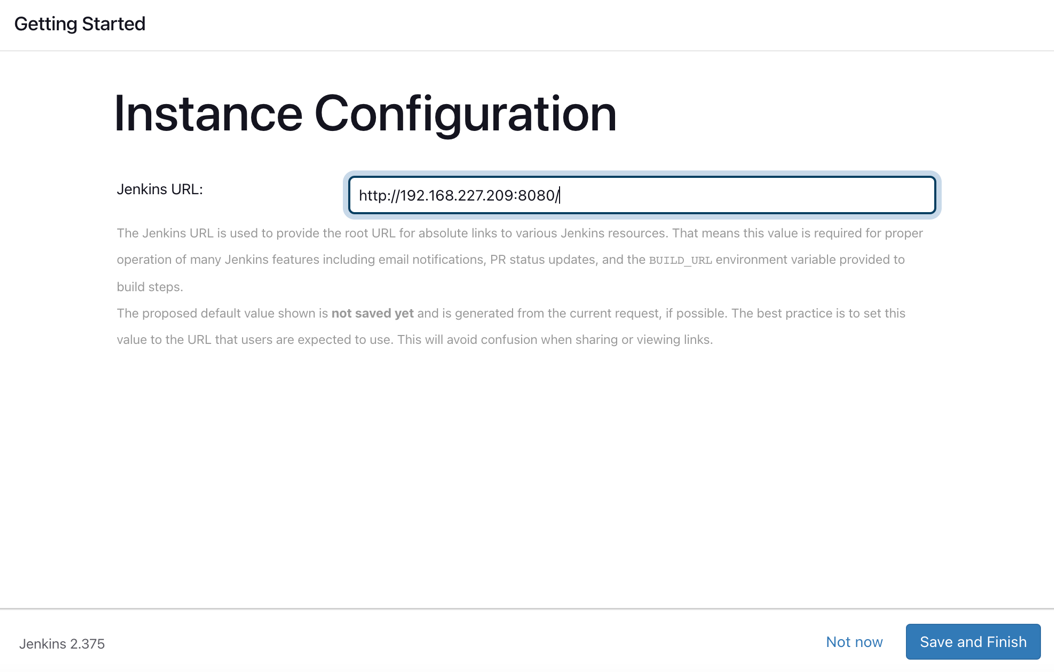 Getting Started
Instance Configuration
Jenkins URL:
http://192.168.227.209:8080/
The Jenkins URL is used to provide the root URL for absolute links to various Jenkins resources. That means this value is required for proper
operation of many Jenkins features including email notifications, PR status updates, and the BUILD_URL environment variable provided to
build steps.
The proposed default value shown is not saved yet and is generated from the current request, if possible. The best practice is to set this
value to the URL that users are expected to use. This will avoid confusion when sharing or viewing links.
Jenkins 2.375
Not now
Save and Finish